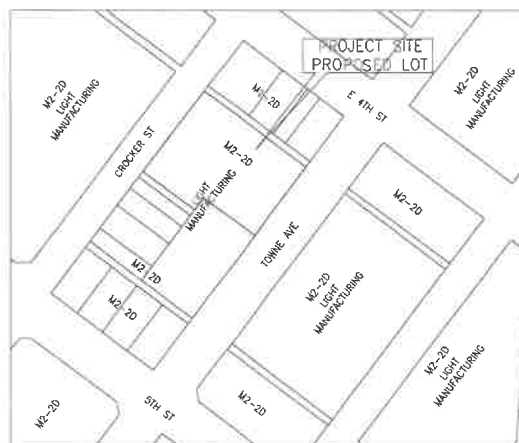 PROJECT SITE
PROPOSED LOT
M2-2D
LIGHT
MANUFACTURING
M2-2D
E 4TH ST
M2-2D
LIGHT
MANUFACTURING
CROCKER ST
M2-2D
LIGHT
MANUFACTURING
M2-2D
TOWNE AVE
M2-2D
M2-2D
M2-2D
LIGHT
MANUFACTURING
M2-2D
LIGHT
MANUFACTURING
M2-2D
5TH ST
M2-2D